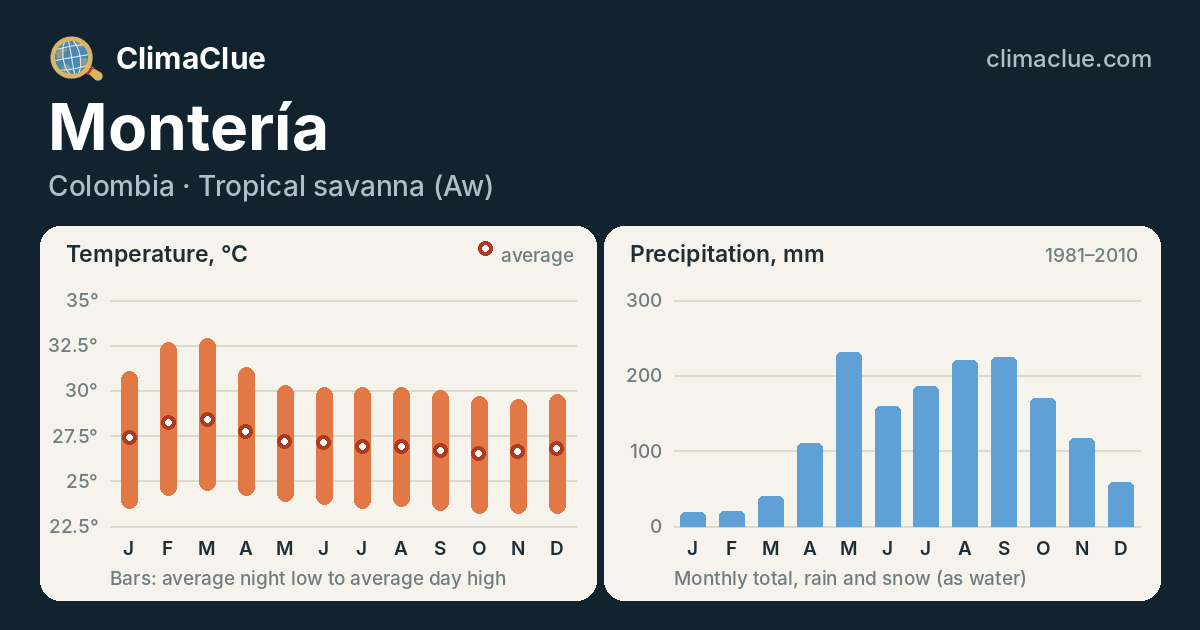 ClimaClue
climaclue.com
Montería
Colombia · Tropical savanna (Aw)
Temperature, °C
average
35°
32.5°
30°
27.5°
25°
22.5°
J F M A M J J A S O N D
Bars: average night low to average day high
Precipitation, mm
1981–2010
300
200
100
0
J F M A M J J A S O N D
Monthly total, rain and snow (as water)